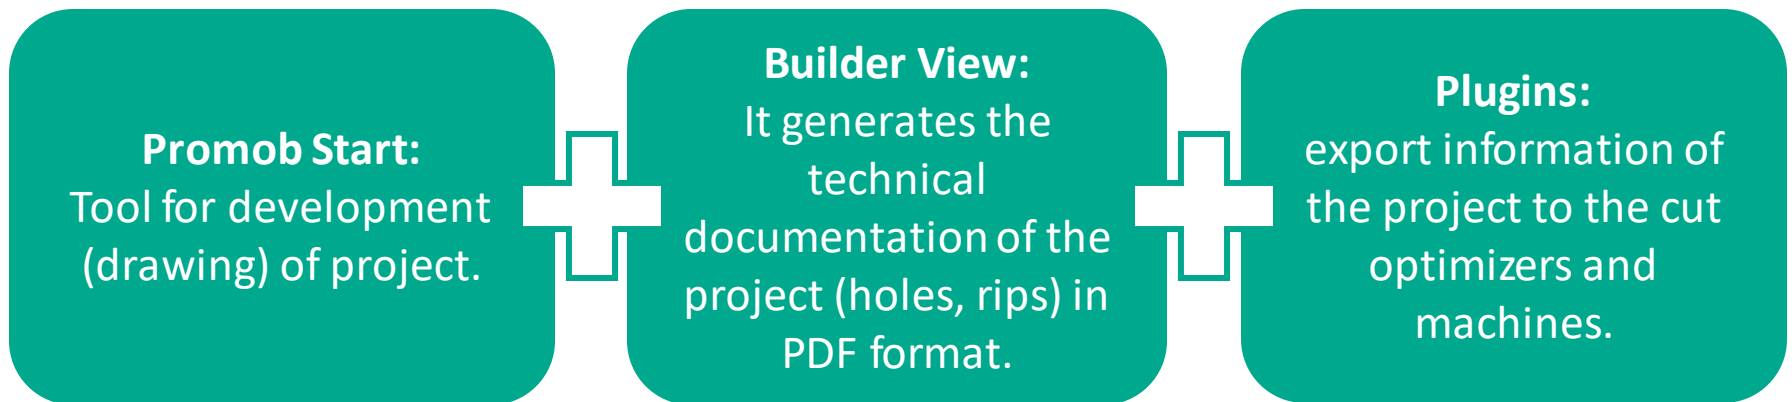 Promob Start:
Tool for development
(drawing) of project.
Builder View:
It generates the
technical
documentation of the
project (holes, rips) in
PDF format.
Plugins:
export information of
the project to the cut
optimizers and
machines.